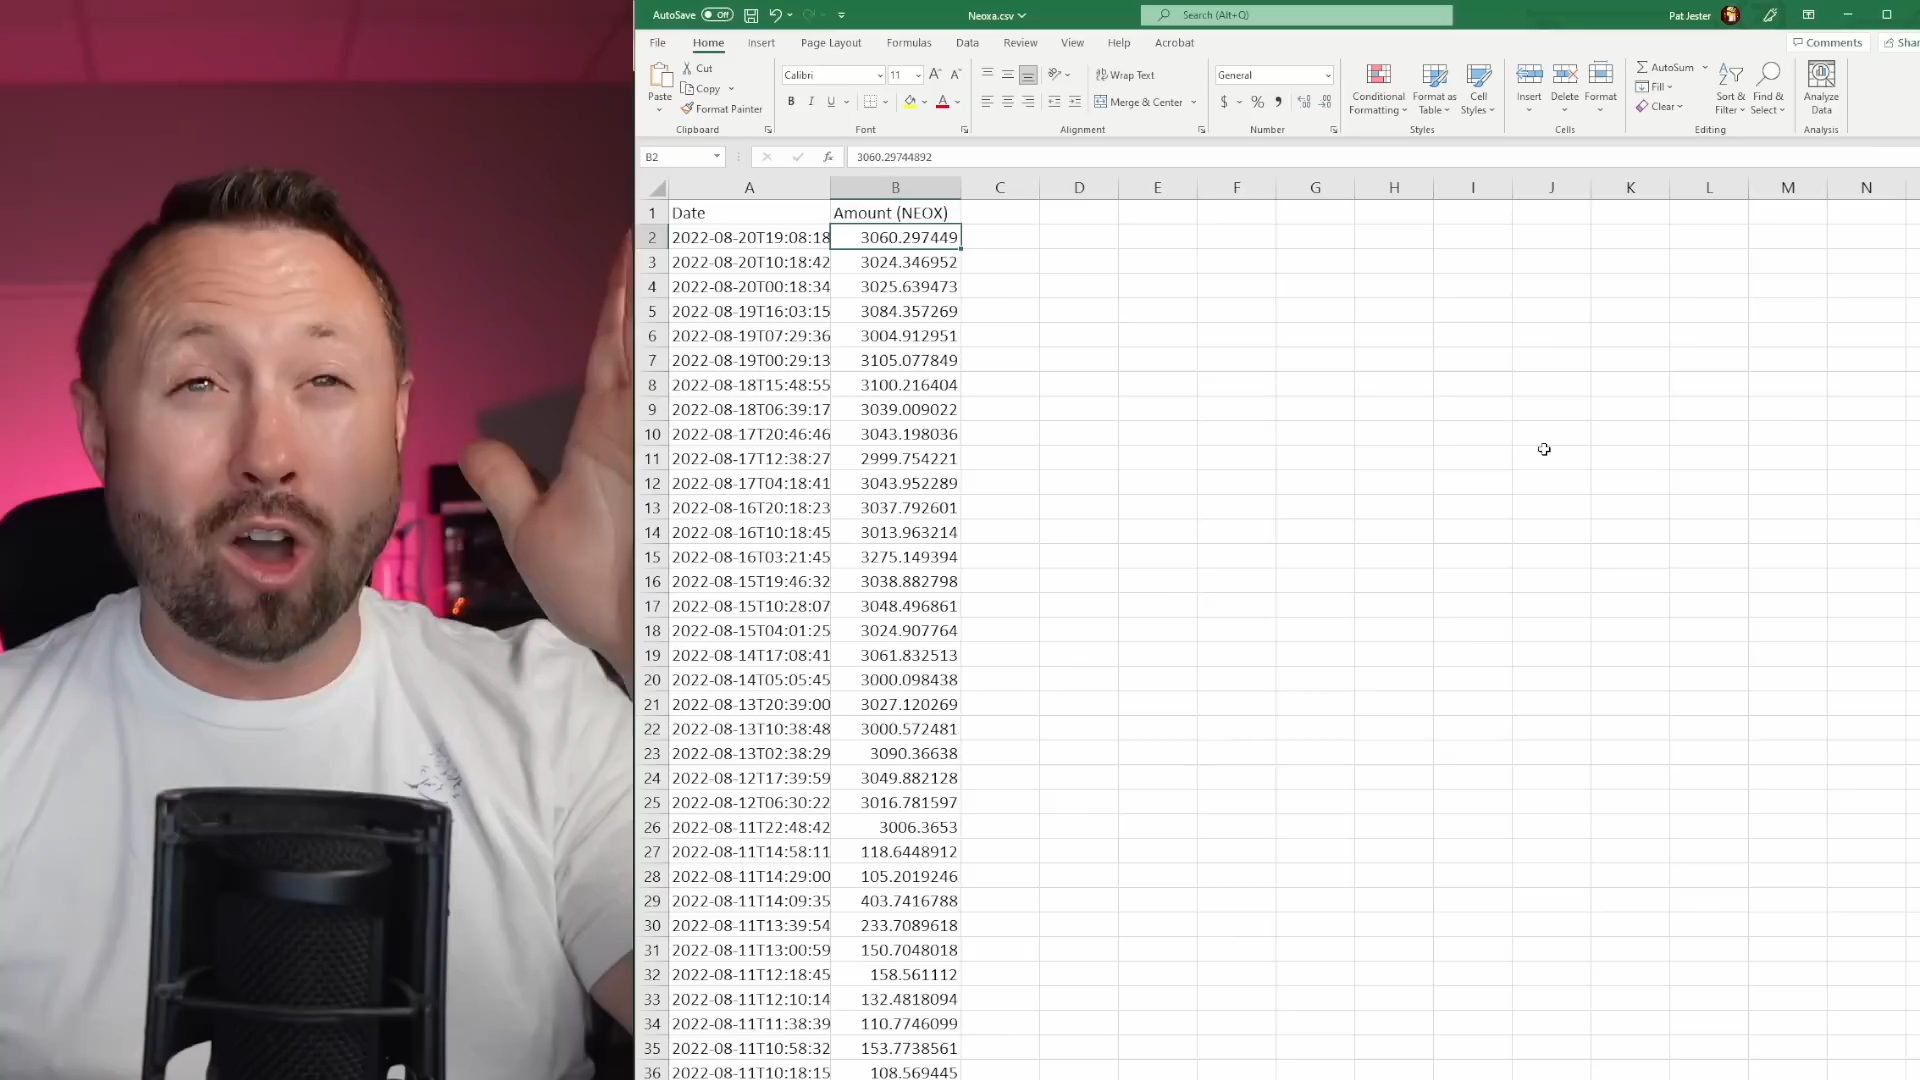 AutoSave Off Neoxa.csv Search (Alt+Q) Pat Jester
File Home Insert Page Layout Formulas Data Review View Help Acrobat Comments Shar
Paste Cut Copy Format Painter Clipboard
Calibri 11 A A B I U A Font
Wrap Text Merge & Center Alignment
General $ % Number
Conditional Formatting Format as Table Cell Styles Styles
Insert Delete Format Cells
AutoSum Fill Clear Sort & Filter Find & Select Editing
Analyze Data Analysis
B2 fx 3060.29744892
A B C D E F G H I J K L M N
1 Date Amount (NEOX)
2 2022-08-20T19:08:18 3060.297449
3 2022-08-20T10:18:42 3024.346952
4 2022-08-20T00:18:34 3025.639473
5 2022-08-19T16:03:15 3084.357269
6 2022-08-19T07:29:36 3004.912951
7 2022-08-19T00:29:13 3105.077849
8 2022-08-18T15:48:55 3100.216404
9 2022-08-18T06:39:17 3039.009022
10 2022-08-17T20:46:46 3043.198036
11 2022-08-17T12:38:27 2999.754221
12 2022-08-17T04:18:41 3043.952289
13 2022-08-16T20:18:23 3037.792601
14 2022-08-16T10:18:45 3013.963214
15 2022-08-16T03:21:45 3275.149394
16 2022-08-15T19:46:32 3038.882798
17 2022-08-15T10:28:07 3048.496861
18 2022-08-15T04:01:25 3024.907764
19 2022-08-14T17:08:41 3061.832513
20 2022-08-14T05:05:45 3000.098438
21 2022-08-13T20:39:00 3027.120269
22 2022-08-13T10:38:48 3000.572481
23 2022-08-13T02:38:29 3090.36638
24 2022-08-12T17:39:59 3049.882128
25 2022-08-12T06:30:22 3016.781597
26 2022-08-11T22:48:42 3006.3653
27 2022-08-11T14:58:11 118.6448912
28 2022-08-11T14:29:00 105.2019246
29 2022-08-11T14:09:35 403.7416788
30 2022-08-11T13:39:54 233.7089618
31 2022-08-11T13:00:59 150.7048018
32 2022-08-11T12:18:45 158.561112
33 2022-08-11T12:10:14 132.4818094
34 2022-08-11T11:38:39 110.7746099
35 2022-08-11T10:58:32 153.7738561
36 2022-08-11T10:18:15 108.569445